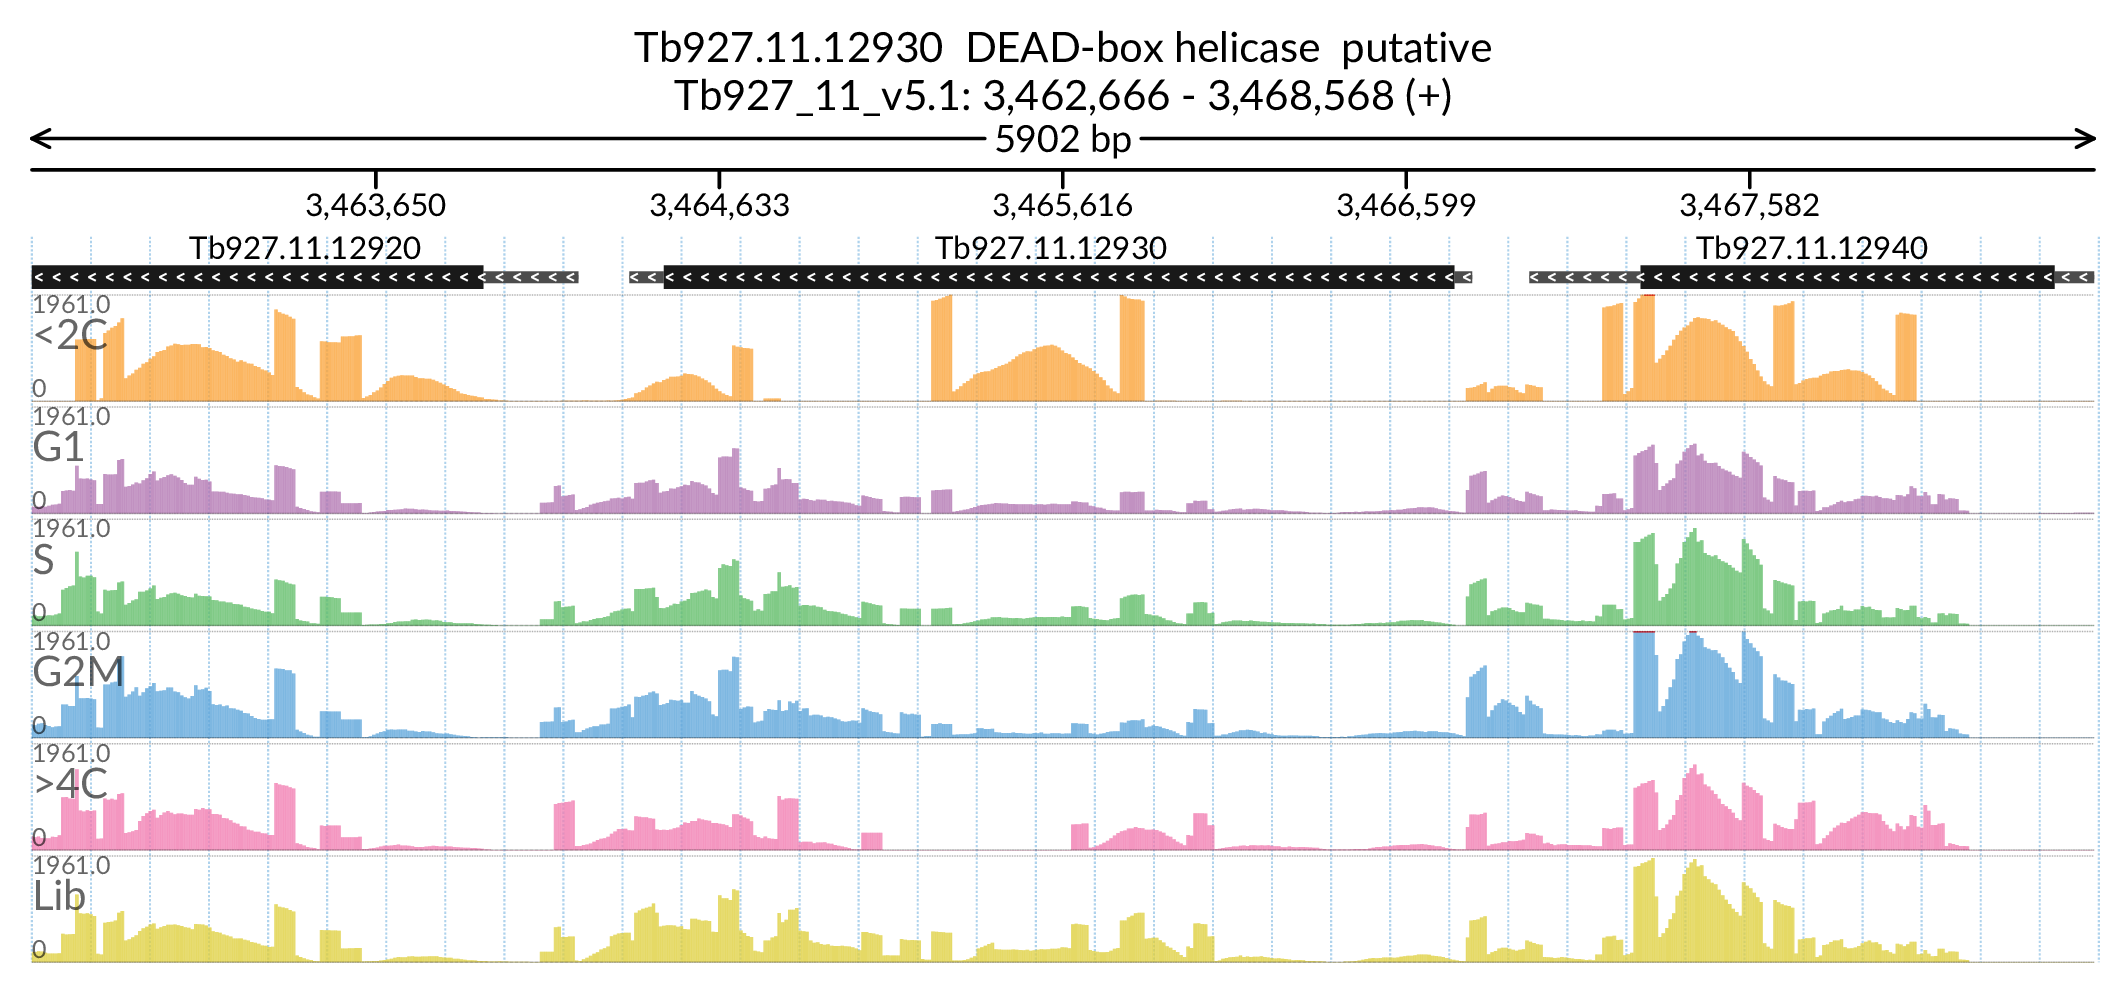 Tb927.11.12930 DEAD-box helicase putative
Tb927_11_v5.1: 3,462,666 - 3,468,568 (+)
5902 bp
3,463,650 3,464,633 3,465,616 3,466,599 3,467,582
Tb927.11.12920 Tb927.11.12930 Tb927.11.12940
1961.0
<2C
0
1961.0
G1
0
1961.0
S
0
1961.0
G2M
0
1961.0
>4C
0
1961.0
Lib
0